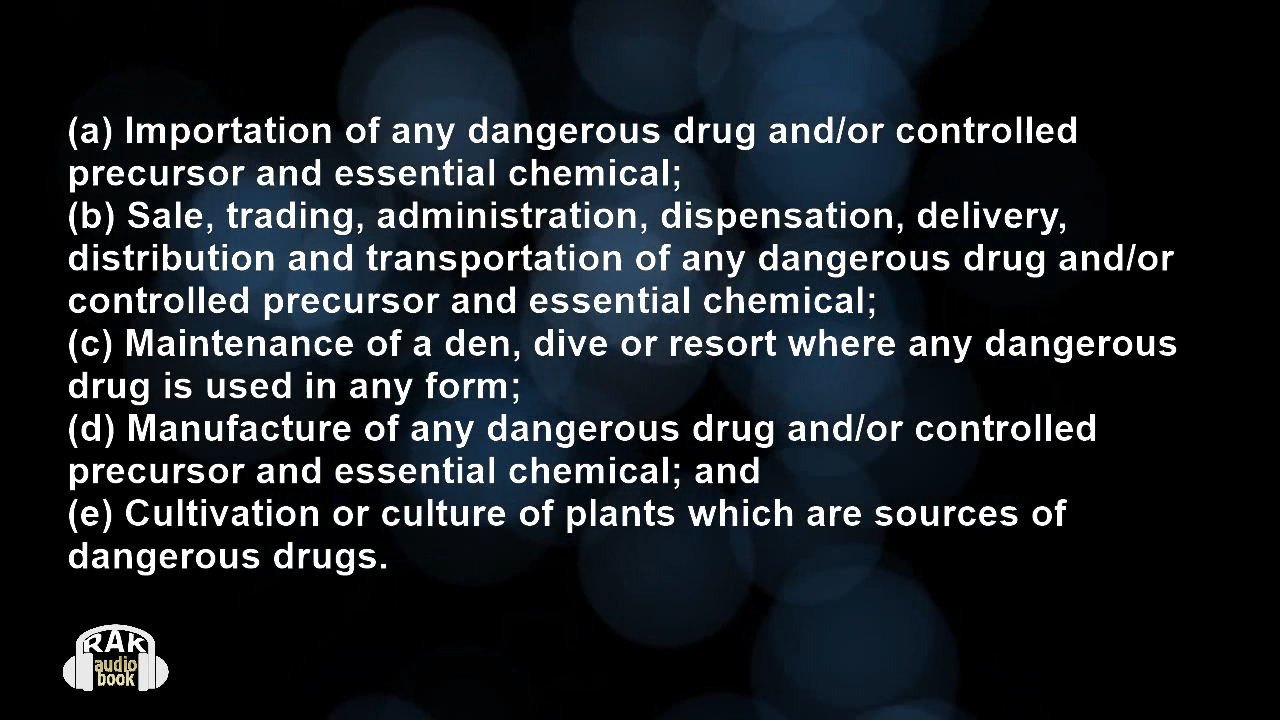 (a) Importation of any dangerous drug and/or controlled
precursor and essential chemical;
(b) Sale, trading, administration, dispensation, delivery,
distribution and transportation of any dangerous drug and/or
controlled precursor and essential chemical;
(c) Maintenance of a den, dive or resort where any dangerous
drug is used in any form;
(d) Manufacture of any dangerous drug and/or controlled
precursor and essential chemical; and
(e) Cultivation or culture of plants which are sources of
dangerous drugs.
RAK
audio
book